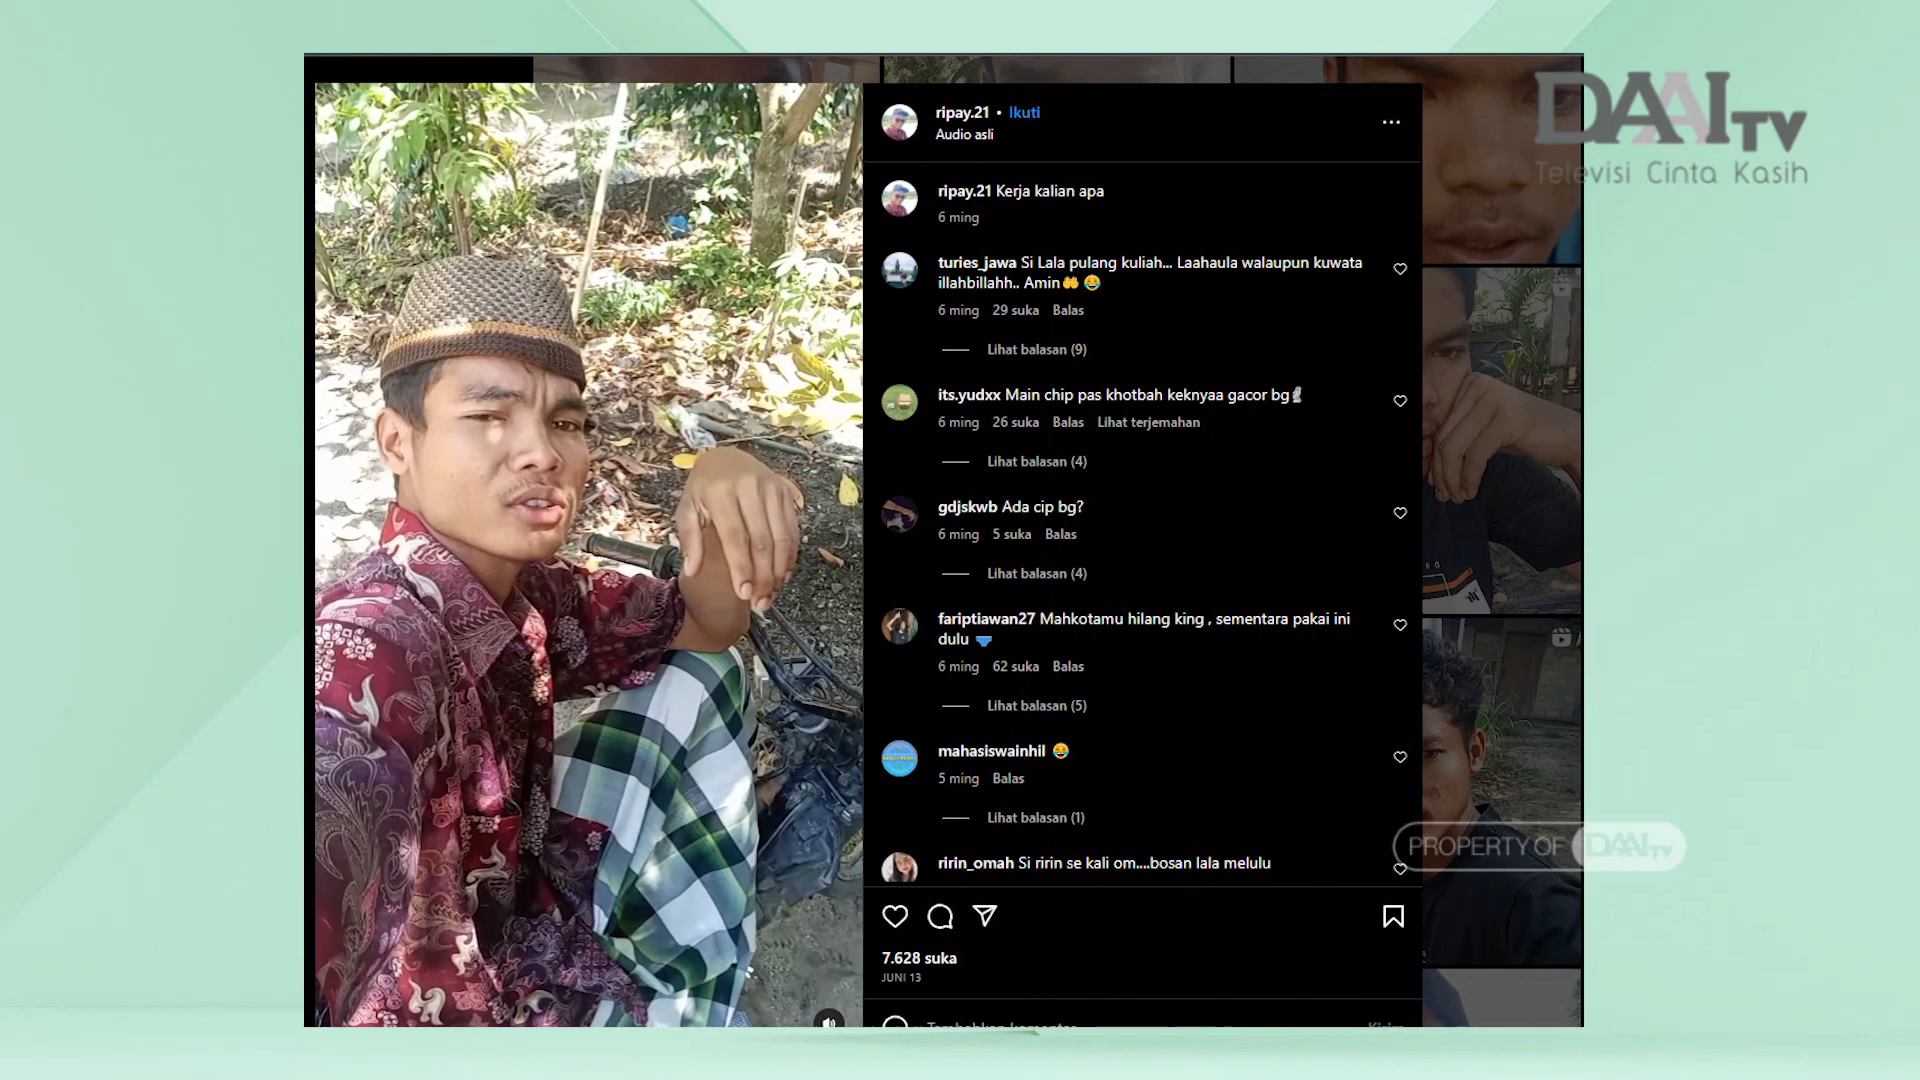 DAAI TV
Televisi Cinta Kasih
ripay.21 • Ikuti
Audio asli
ripay.21 Kerja kalian apa
6 ming
turies_jawa Si Lala pulang kuliah... Laahaula walaupun kuwata
illahbillahh.. Amin🤲 😂
6 ming 29 suka Balas
Lihat balasan (9)
its.yudxx Main chip pas khotbah keknyaa gacor bg🗿
6 ming 26 suka Balas Lihat terjemahan
Lihat balasan (4)
gdjskwb Ada cip bg?
6 ming 5 suka Balas
Lihat balasan (4)
fariptiawan27 Mahkotamu hilang king , sementara pakai ini
dulu 🩲
6 ming 62 suka Balas
Lihat balasan (5)
mahasiswainhil 😂
5 ming Balas
Lihat balasan (1)
ririn_omah Si ririn se kali om....bosan lala melulu
PROPERTY OF DAAI TV
7.628 suka
JUNI 13